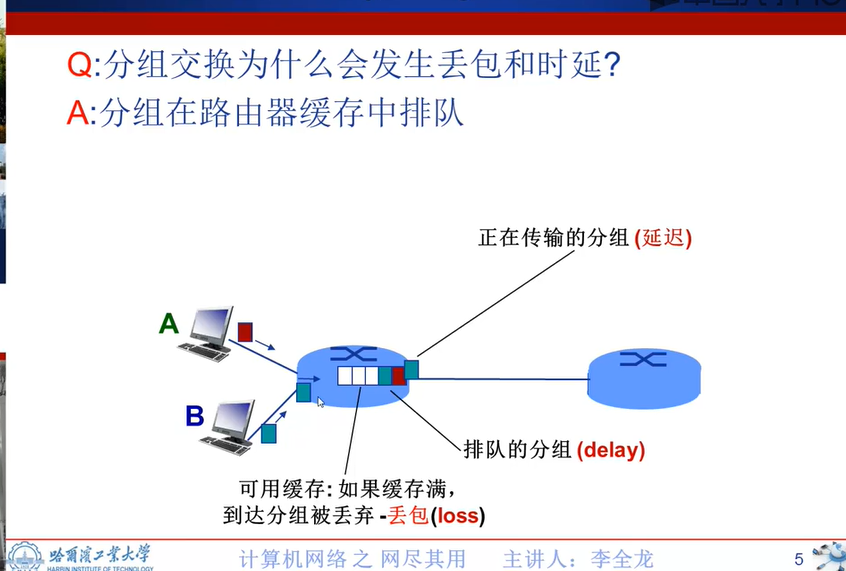 Q:分组交换为什么会发生丢包和时延?
A:分组在路由器缓存中排队
正在传输的分组 (延迟)
A
B
排队的分组 (delay)
可用缓存: 如果缓存满，
到达分组被丢弃 -丢包(loss)
哈尔滨工业大学
HARBIN INSTITUTE OF TECHNOLOGY
计算机网络 之 网尽其用 主讲人：李全龙 5